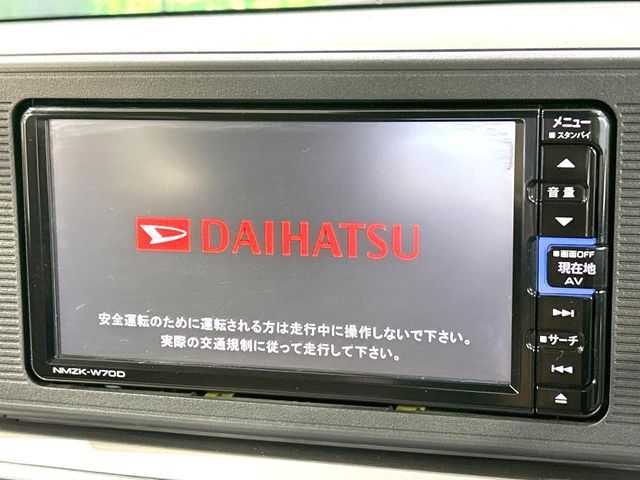 DAIHATSU
安全運転のために運転される方は走行中に操作しないで下さい。
実際の交通規制に従って走行して下さい。
NMZK-W70D
メニュー
■スタンバイ
▲
音量
▼
■画面OFF
現在地
AV
▶▶|
■サーチ
|◀◀
⏏